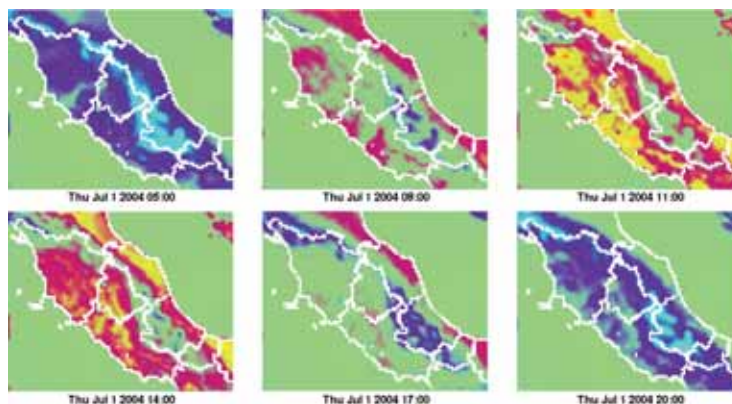 Thu Jul 1 2004 05:00
Thu Jul 1 2004 08:00
Thu Jul 1 2004 11:00
Thu Jul 1 2004 14:00
Thu Jul 1 2004 17:00
Thu Jul 1 2004 20:00